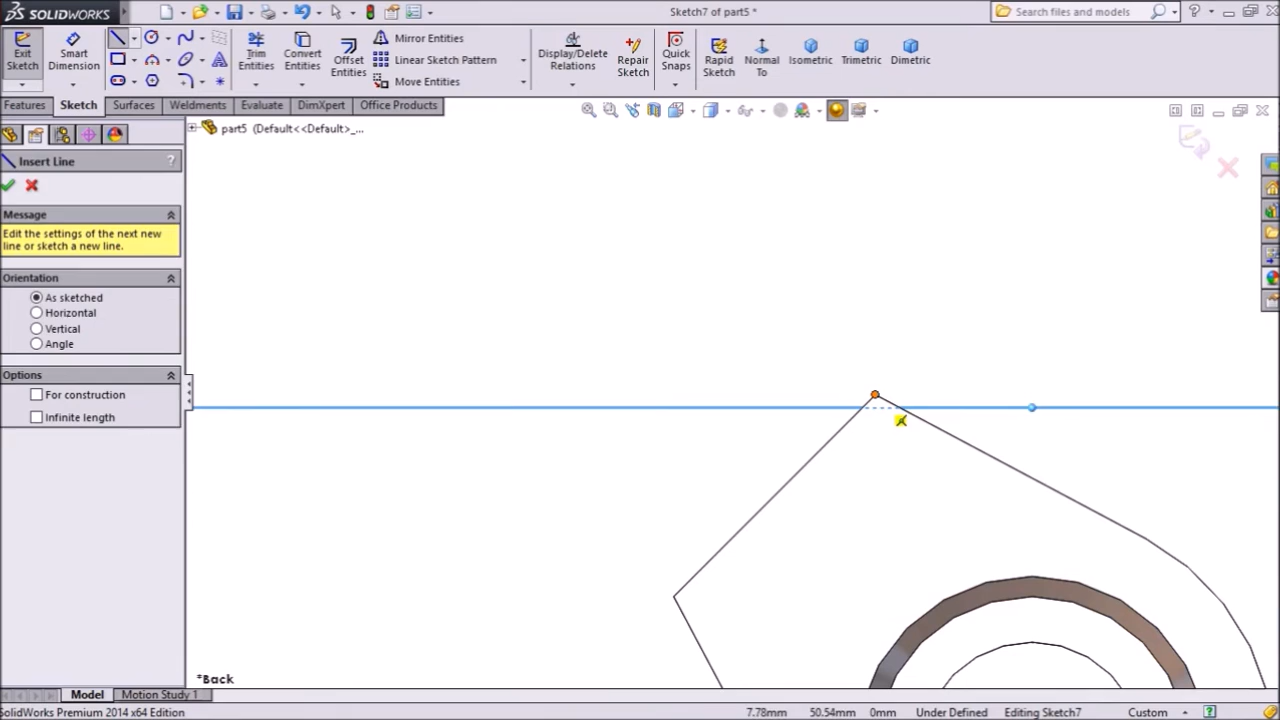 SOLIDWORKS
Sketch7 of part5 *
Search files and models
Exit Sketch
Smart Dimension
Trim Entities
Convert Entities
Offset Entities
Mirror Entities
Linear Sketch Pattern
Move Entities
Display/Delete Relations
Repair Sketch
Quick Snaps
Rapid Sketch
Normal To
Isometric
Trimetric
Dimetric
Features
Sketch
Surfaces
Weldments
Evaluate
DimXpert
Office Products
part5 (Default<<Default>_...
Insert Line
?
Message
Edit the settings of the next new
line or sketch a new line.
Orientation
As sketched
Horizontal
Vertical
Angle
Options
For construction
Infinite length
*Back
Model
Motion Study 1
SolidWorks Premium 2014 x64 Edition
7.78mm
50.54mm
0mm
Under Defined
Editing Sketch7
Custom